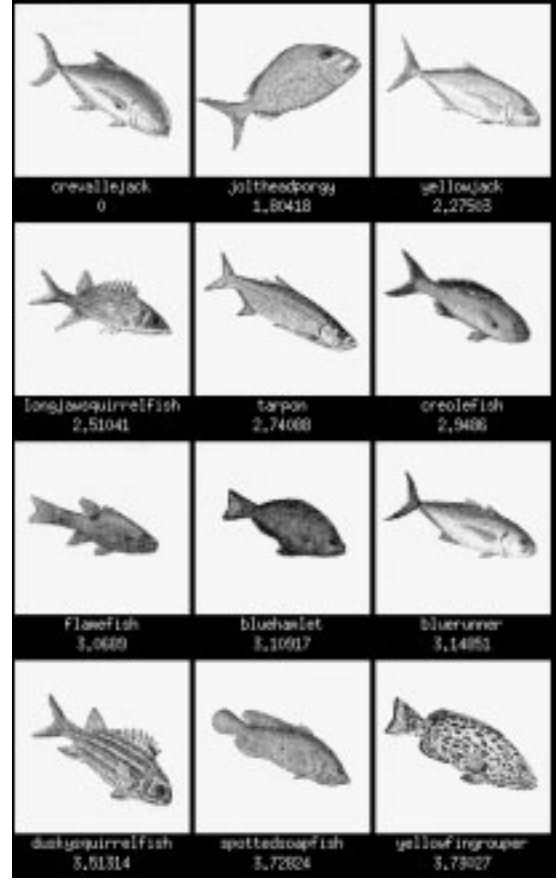 crevallejack joltheadporgy yellowjack
0 1.80418 2.27503
longjawsquirrelfish tarpon creolefish
2.51041 2.74088 2.9486
flamefish bluehamlet bluerunner
3.0689 3.10917 3.14851
duskysquirrelfish spottedsoapfish yellowfingrouper
3.51314 3.72824 3.73027